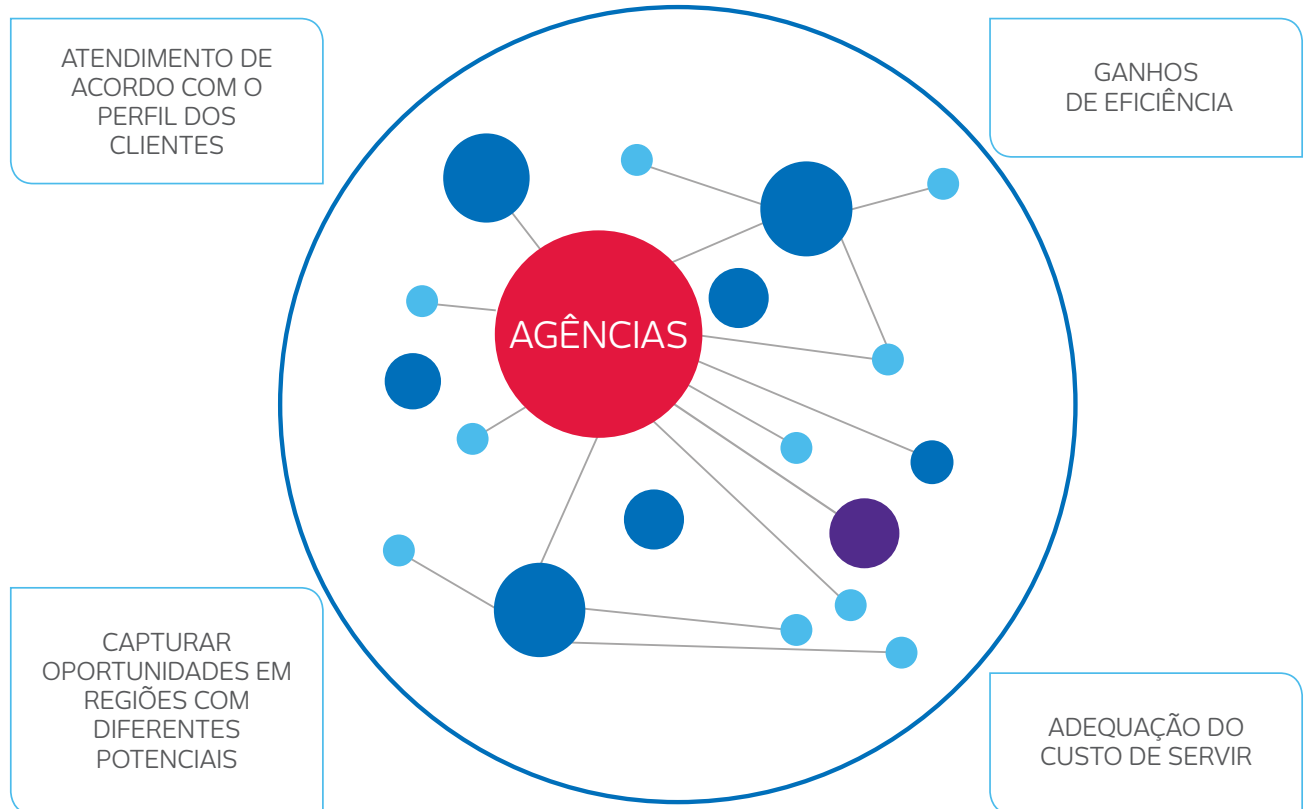 ATENDIMENTO DE
ACORDO COM O
PERFIL DOS
CLIENTES
GANHOS
DE EFICIÊNCIA
AGÊNCIAS
CAPTURAR
OPORTUNIDADES EM
REGIÕES COM
DIFERENTES
POTENCIAIS
ADEQUAÇÃO DO
CUSTO DE SERVIR